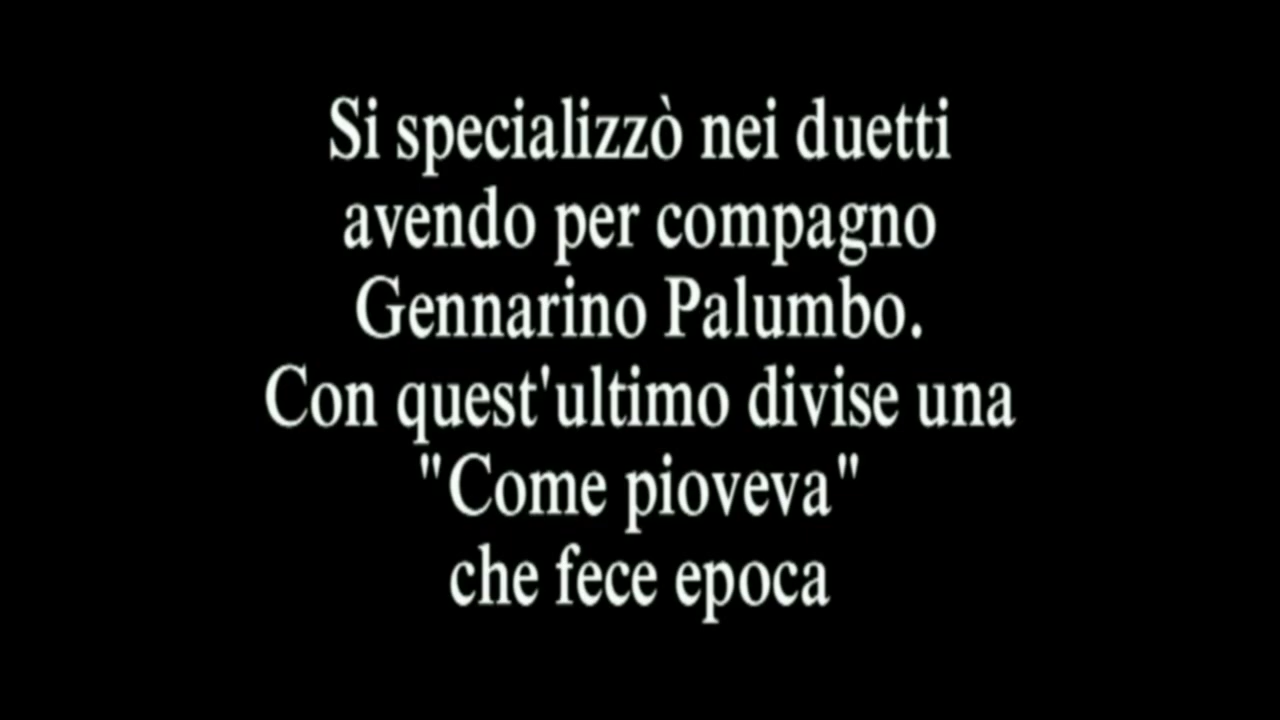 Si specializzò nei duetti
avendo per compagno
Gennarino Palumbo.
Con quest'ultimo divise una
"Come pioveva"
che fece epoca